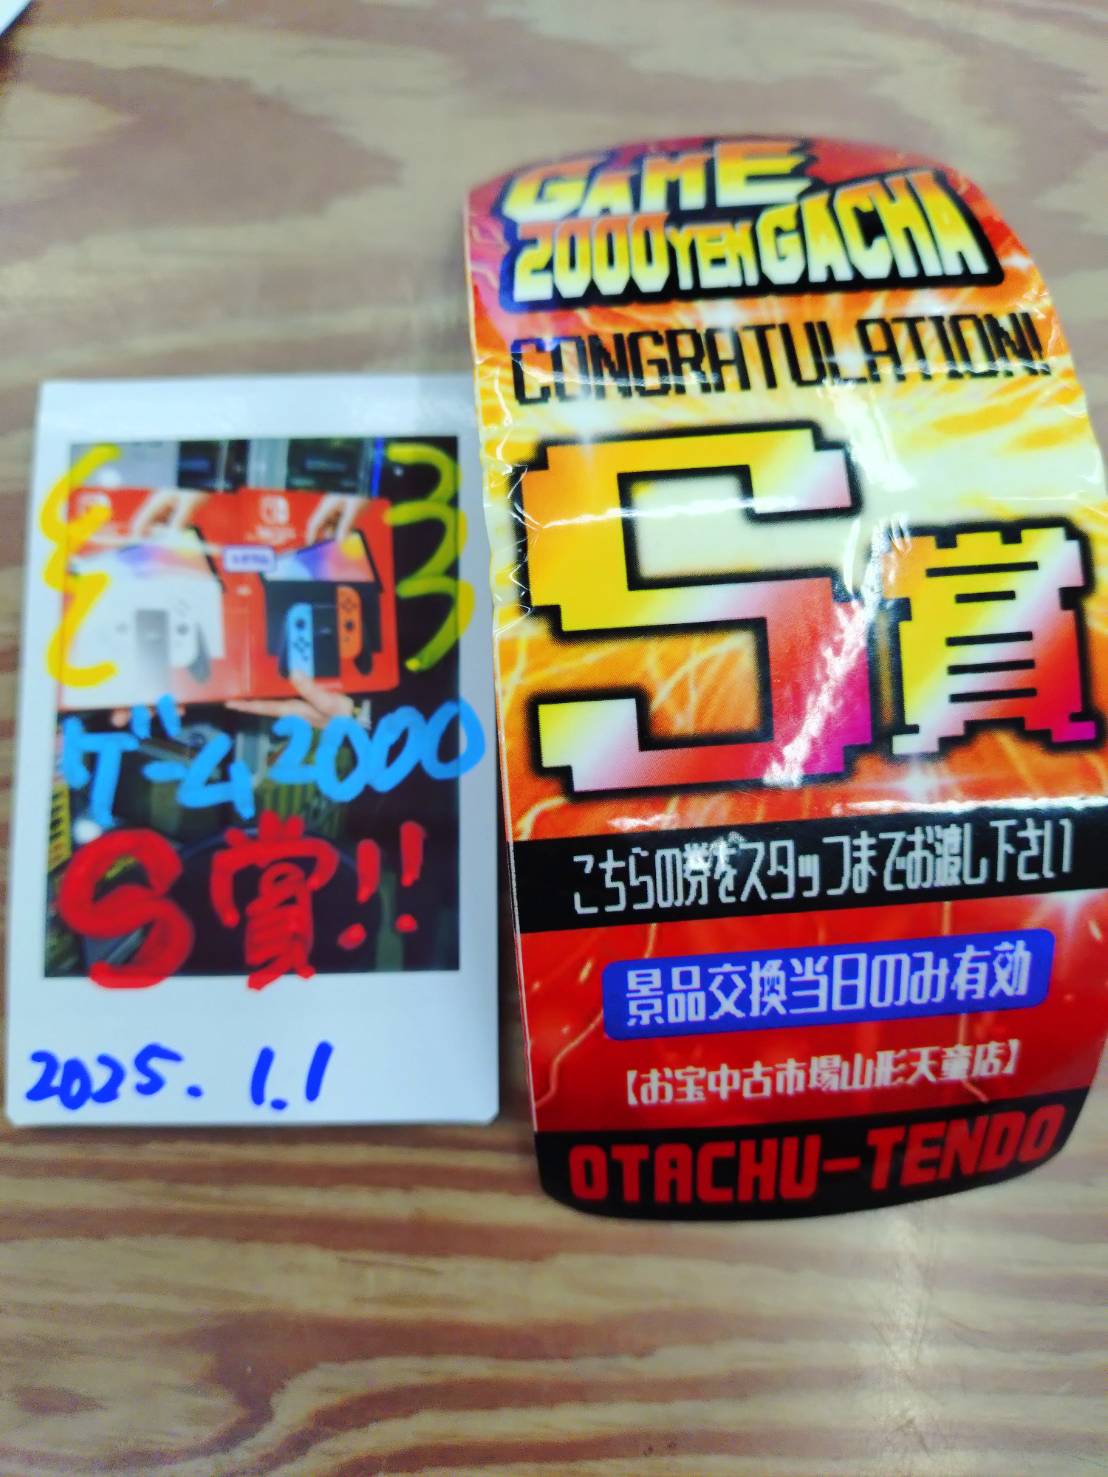 ゲーム2000
S賞!!
2025.1.1
GAME
2000YENGACHA
CONGRATULATION!
S賞
こちらの券をスタッフまでお渡し下さい
景品交換当日のみ有効
【お宝中古市場山形天童店】
OTACHU-TENDO